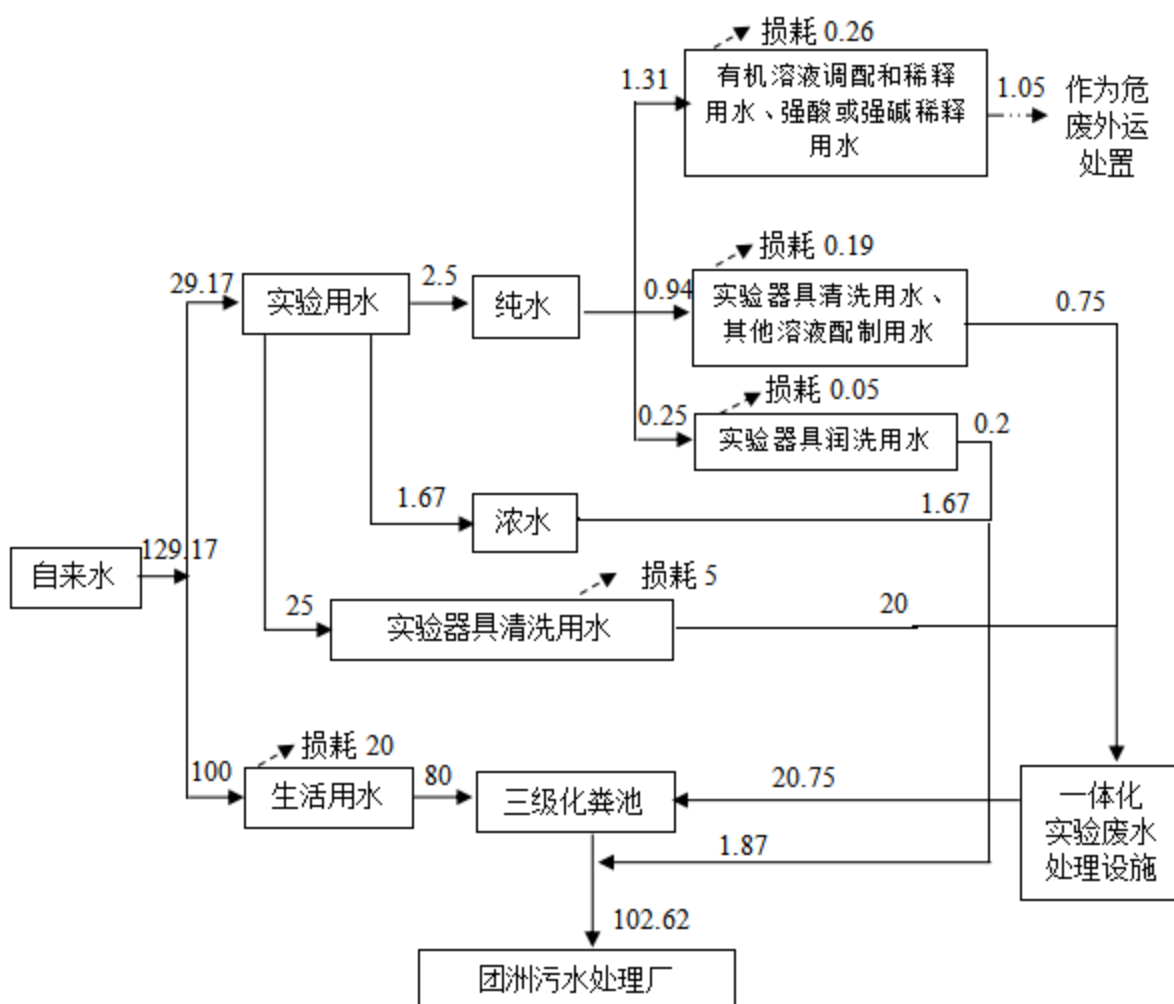 损耗 0.26
1.31
有机溶液调配和稀释
用水、强酸或强碱稀释
用水
1.05
作为危
废外运
处置
损耗 0.19
29.17
实验用水
2.5
纯水
0.94
实验器具清洗用水、
其他溶液配制用水
0.75
损耗 0.05
0.25
实验器具润洗用水
0.2
1.67
浓水
1.67
自来水
129.17
损耗 5
25
实验器具清洗用水
20
损耗 20
100
生活用水
80
三级化粪池
20.75
一体化
实验废水
处理设施
1.87
102.62
团洲污水处理厂